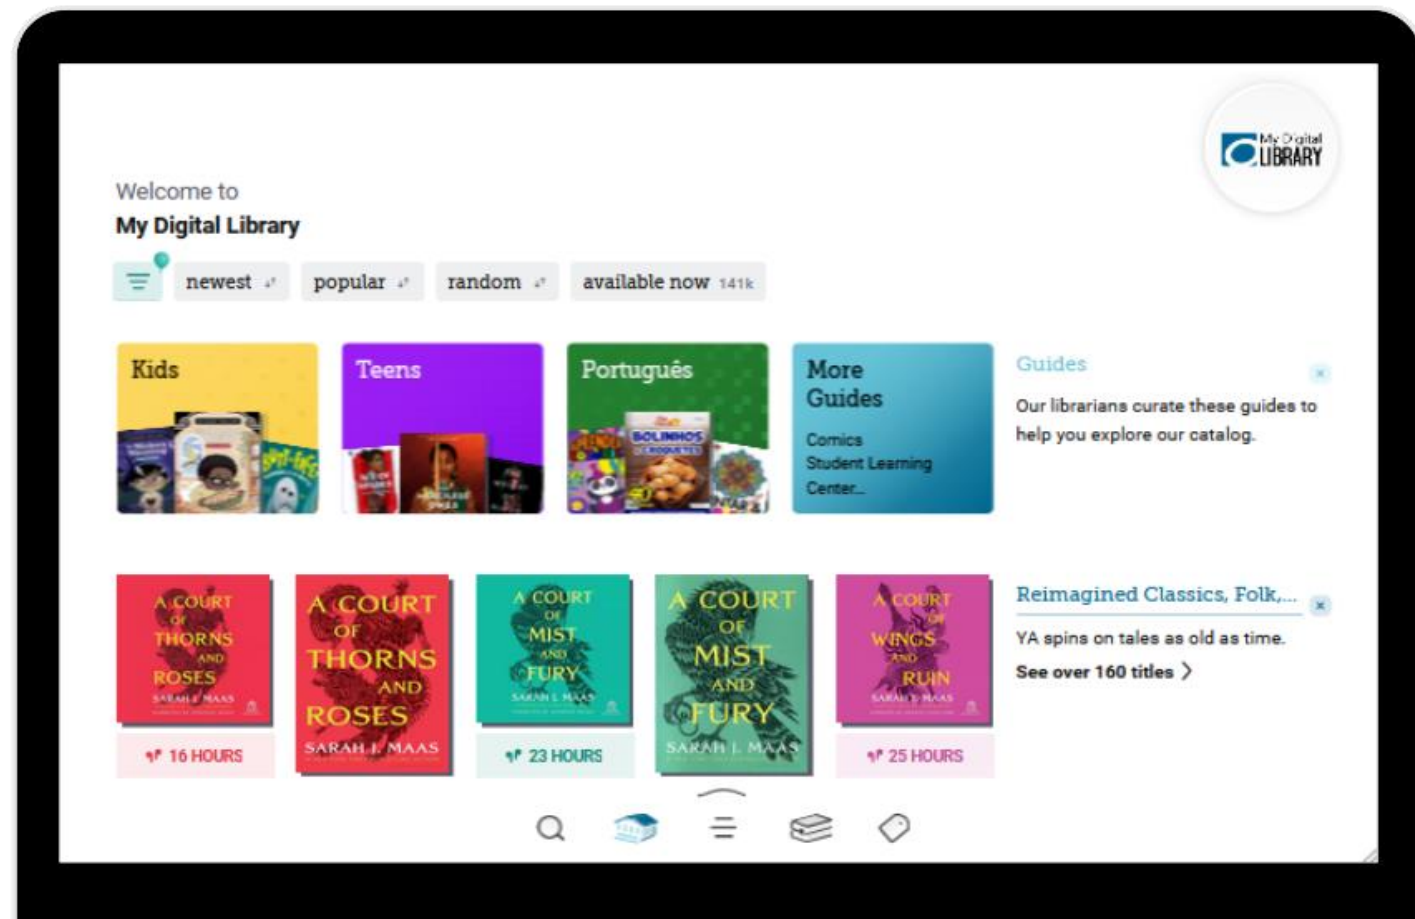 My Digital
LIBRARY
Welcome to
My Digital Library
newest
popular
random
available now 141k
Kids
Teens
Português
BOLINHOS
CROQUETES
More
Guides
Comics
Student Learning
Center...
Guides
Our librarians curate these guides to
help you explore our catalog.
A COURT
OF
THORNS
AND
ROSES
SARAH J. MAAS
16 HOURS
A COURT
OF
THORNS
AND
ROSES
SARAH J. MAAS
A COURT
OF
MIST
AND
FURY
SARAH J. MAAS
23 HOURS
A COURT
OF
MIST
AND
FURY
SARAH J. MAAS
A COURT
OF
WINGS
AND
RUIN
SARAH J. MAAS
25 HOURS
Reimagined Classics, Folk,...
YA spins on tales as old as time.
See over 160 titles